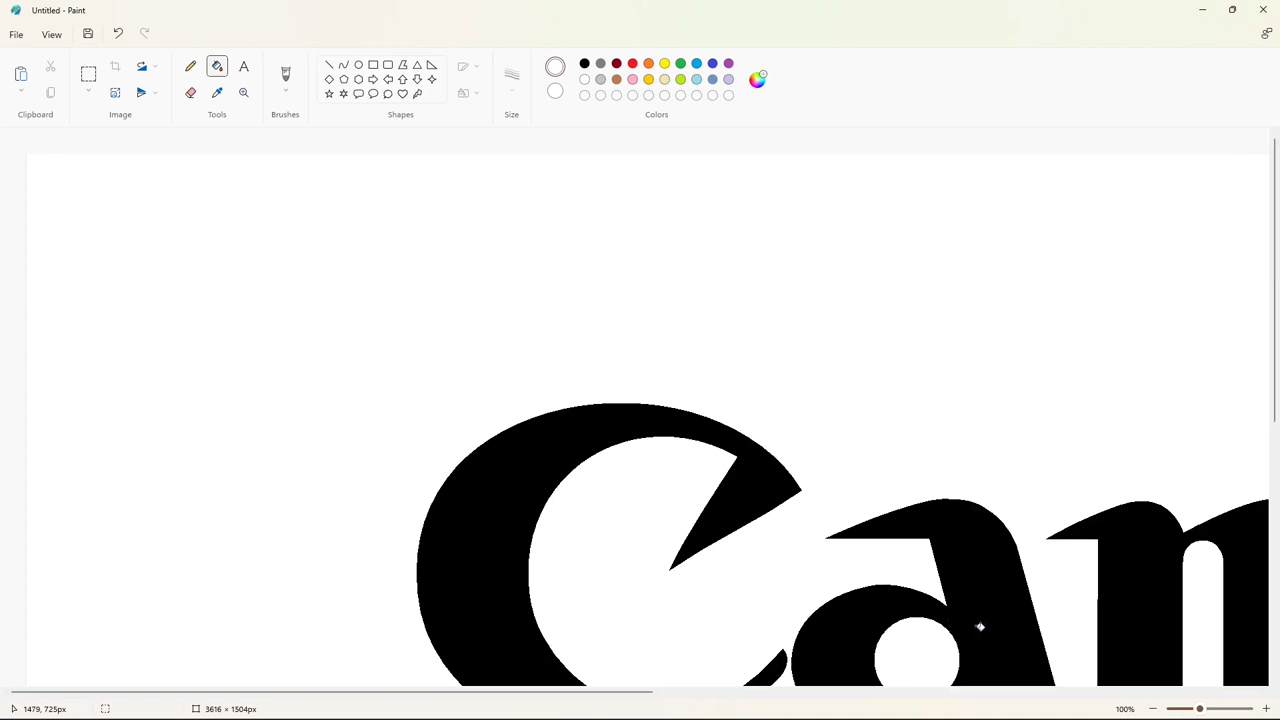 Untitled - Paint
File
View
Clipboard
Image
Tools
Brushes
Shapes
Size
Colors
Can
1479, 725px
3616 × 1504px
100%